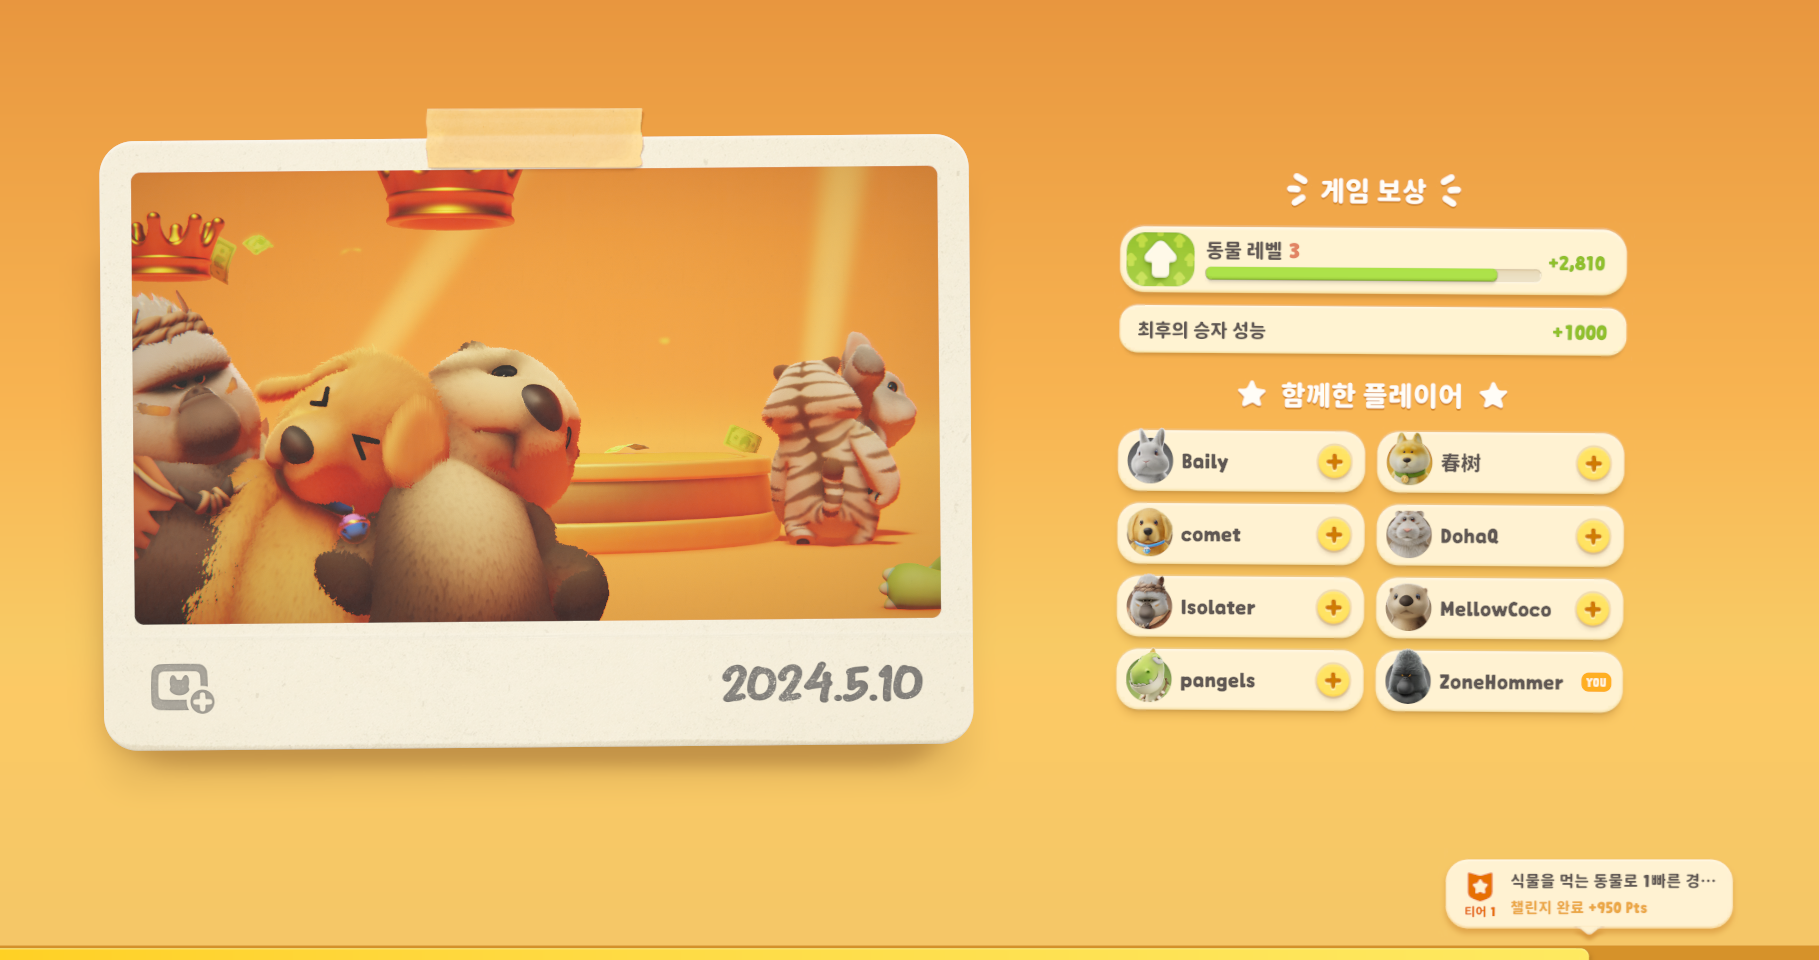 2024.5.10
게임 보상
동물 레벨 3
+2,810
최후의 승자 성능
+1000
함께한 플레이어
Baily
春树
comet
DohaQ
Isolater
MellowCoco
pangels
ZoneHommer YOU
식물을 먹는 동물로 1빠른 경…
티어 1
챌린지 완료 +950 Pts